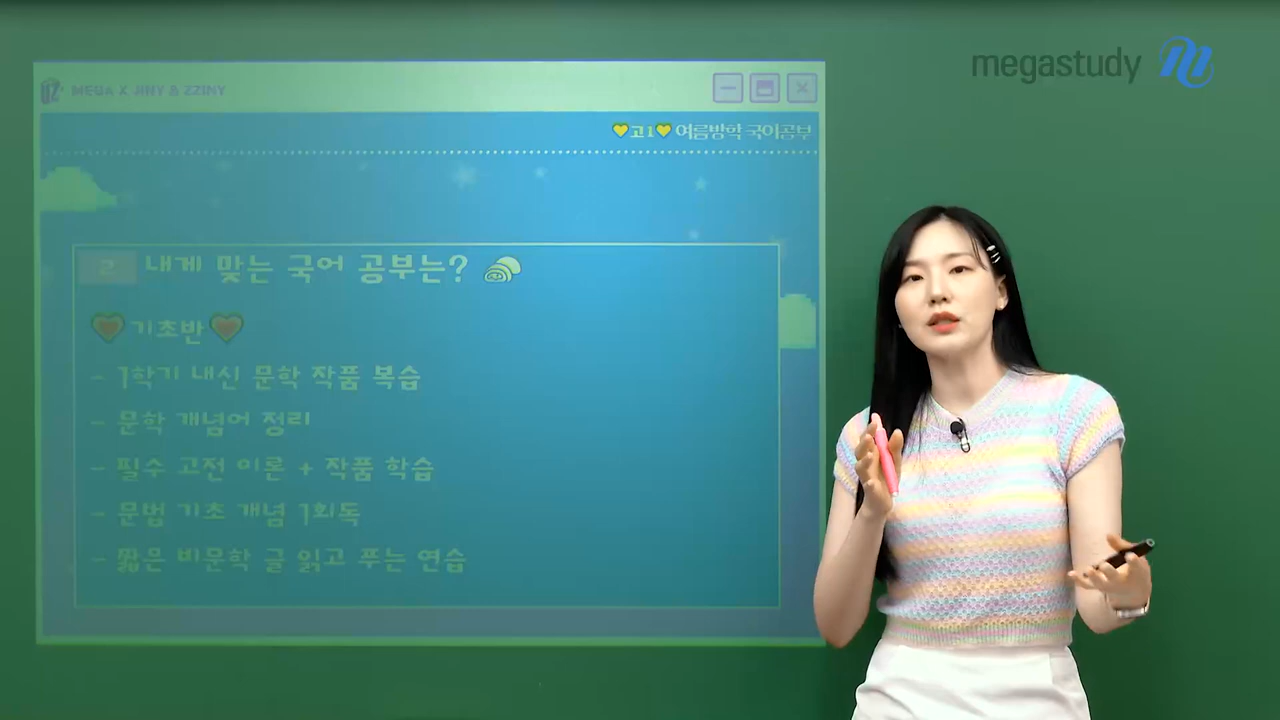 megastudy
MEGA X JINY & ZZINY
고1 여름방학 국어공부
2 내게 맞는 국어 공부는?
기초반
- 1학기 내신 문학 작품 복습
- 문학 개념어 정리
- 필수 고전 이론 + 작품 학습
- 문법 기초 개념 1회독
- 짧은 비문학 글 읽고 푸는 연습